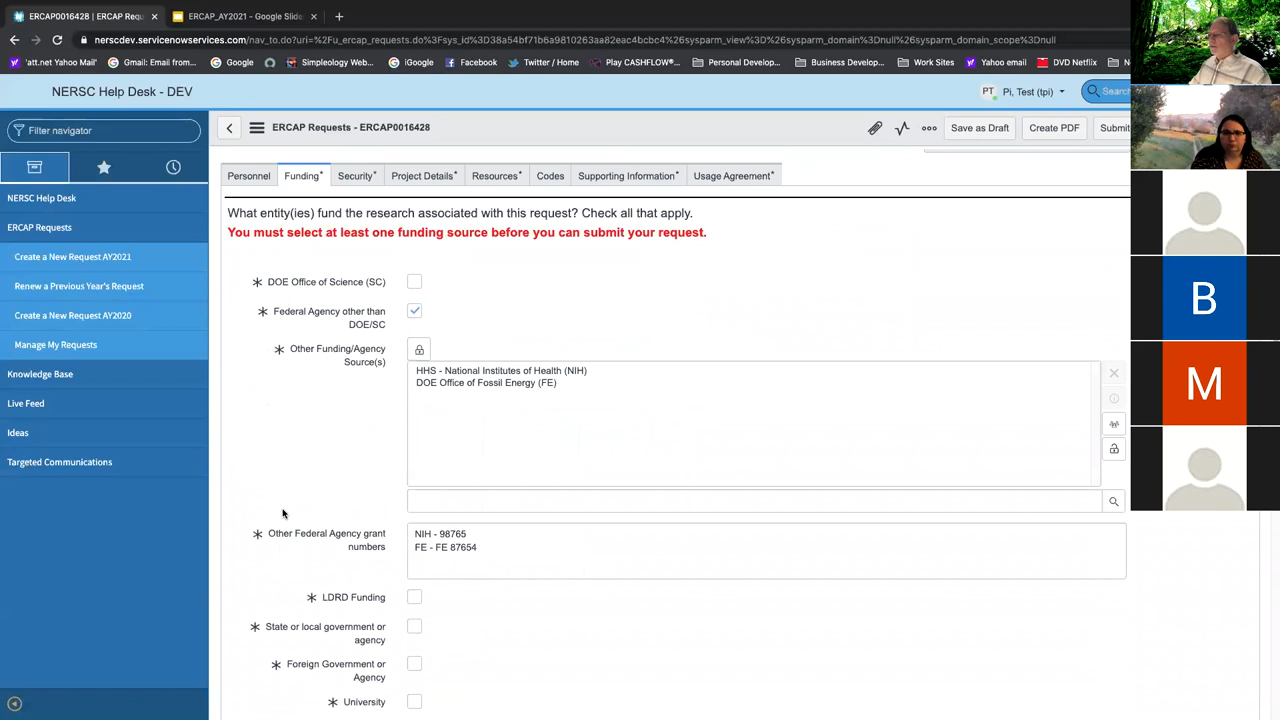 ERCAP0016428 | ERCAP Requ
ERCAP_AY2021 - Google Slide
nerscdev.servicenowservices.com/nav_to.do?uri=%2Fu_ercap_requests.do%3Fsys_id%3D38a54bf71b6a9810263aa82eac4bcbc4%26sysparm_view%3D%26sysparm_domain%3Dnull%26sysparm_domain_scope%3Dnull
'att.net Yahoo Mail'
Gmail: Email from...
Google
Simpleology Web...
iGoogle
Facebook
Twitter / Home
Play CASHFLOW®...
Personal Develop...
Business Develop...
Work Sites
Yahoo email
DVD Netflix
To
NERSC Help Desk - DEV
PT
Pi, Test (tpi)
Search
Filter navigator
ERCAP Requests - ERCAP0016428
Save as Draft
Create PDF
Submit
NERSC Help Desk
ERCAP Requests
Create a New Request AY2021
Renew a Previous Year's Request
Create a New Request AY2020
Manage My Requests
Knowledge Base
Live Feed
Ideas
Targeted Communications
Personnel
Funding*
Security*
Project Details*
Resources*
Codes
Supporting Information*
Usage Agreement*
What entity(ies) fund the research associated with this request? Check all that apply.
You must select at least one funding source before you can submit your request.
DOE Office of Science (SC)
Federal Agency other than
DOE/SC
Other Funding/Agency
Source(s)
HHS - National Institutes of Health (NIH)
DOE Office of Fossil Energy (FE)
Other Federal Agency grant
numbers
NIH - 98765
FE - FE 87654
LDRD Funding
State or local government or
agency
Foreign Government or
Agency
University
B
M